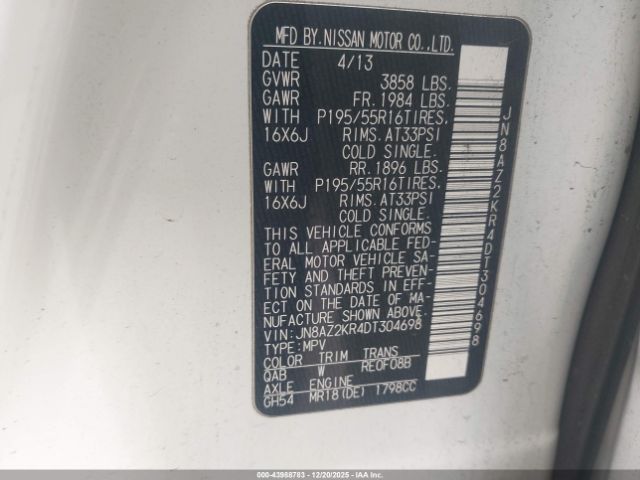 MFD BY.NISSAN MOTOR CO.,LTD.
DATE 4/13
GVWR 3858 LBS.
GAWR FR.1984 LBS.
WITH P195/55R16TIRES.
16X6J RIMS.AT33PSI
COLD SINGLE.
GAWR RR.1896 LBS.
WITH P195/55R16TIRES.
16X6J RIMS.AT33PSI
COLD SINGLE.
THIS VEHICLE CONFORMS
TO ALL APPLICABLE FED-
ERAL MOTOR VEHICLE SA-
FETY AND THEFT PREVEN-
TION STANDARDS IN EFF-
ECT ON THE DATE OF MA-
NUFACTURE SHOWN ABOVE.
VIN:JN8AZ2KR4DT304698
TYPE:MPV
COLOR TRIM TRANS
QAB W RE0F08B
AXLE ENGINE
GH54 MR18(DE) 1798CC
JN8AZ2KR4DT304698
000-43968763 - 12/20/2025 - COPYRIGHT IAA, LLC.